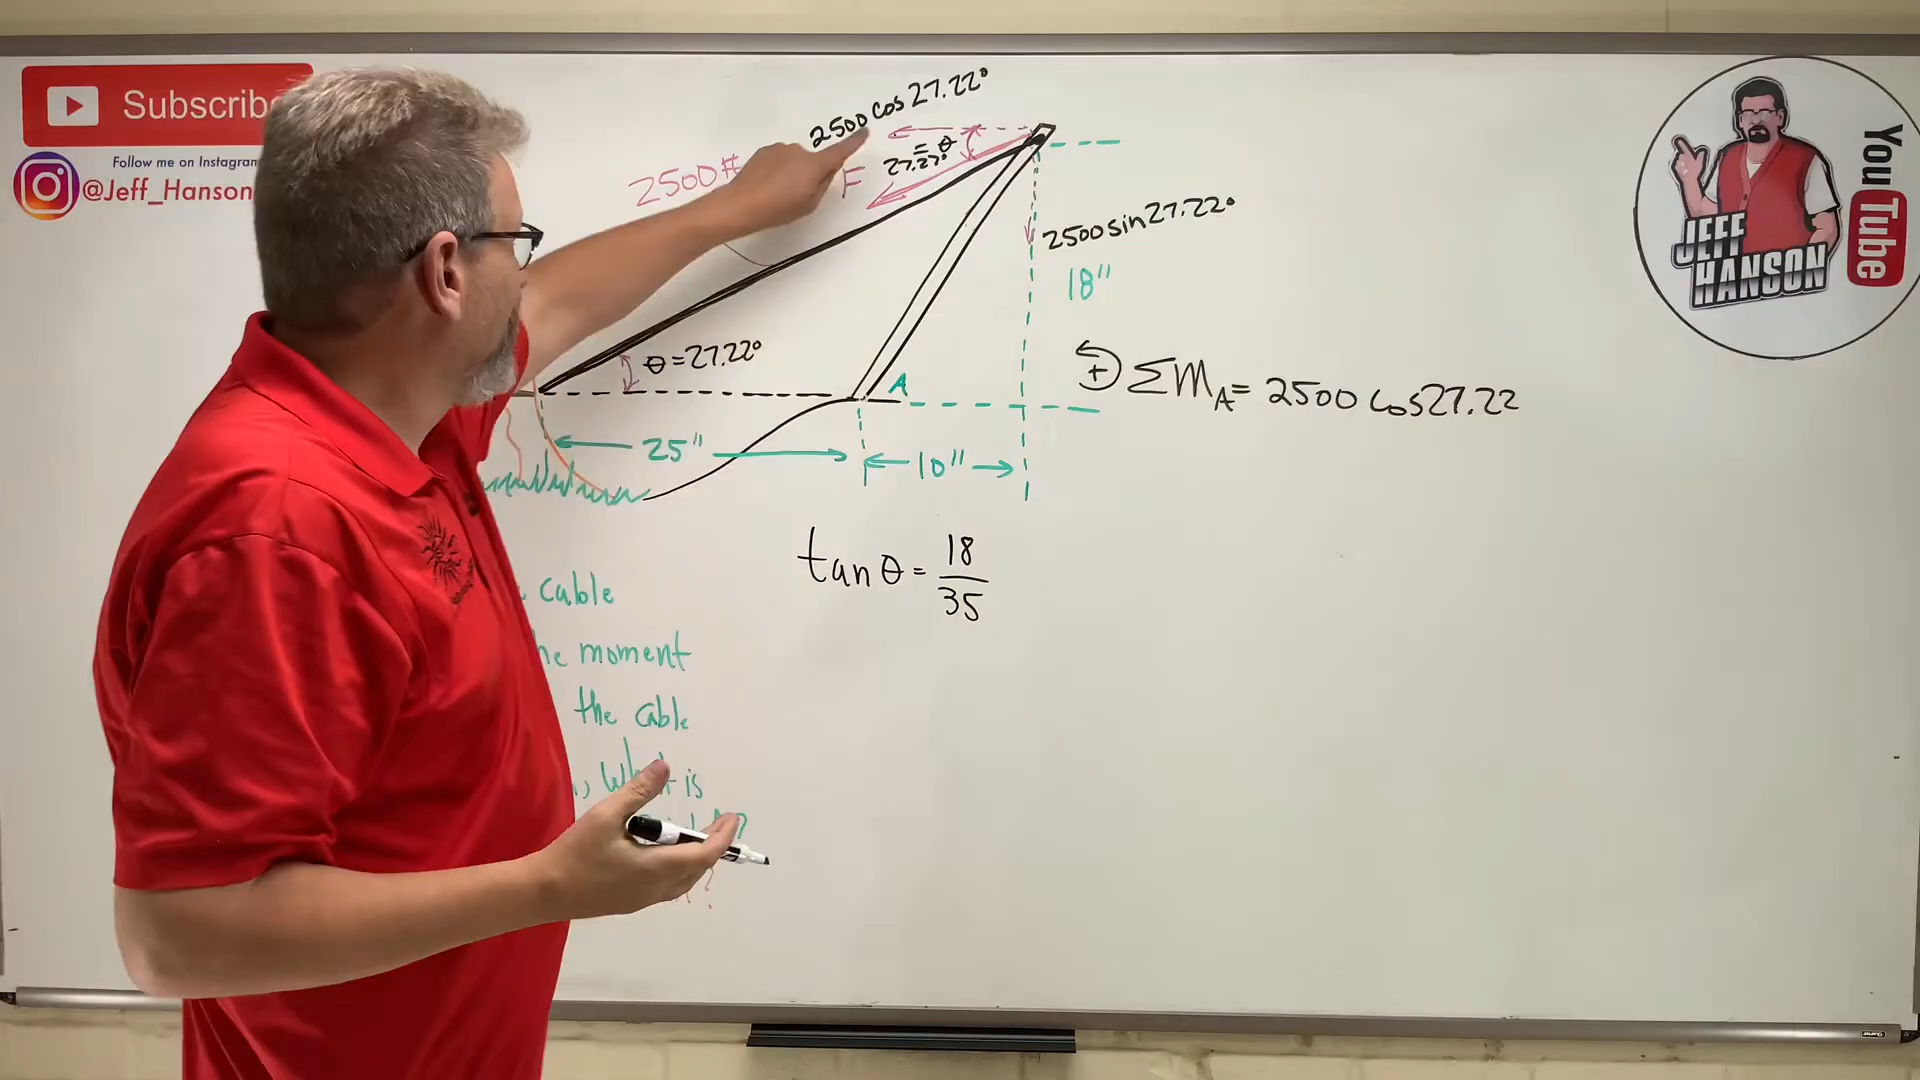 Subscribe
Follow me on Instagram
@Jeff_Hanson
2500 cos 27.22°
2500#
F
= θ
27.22°
2500 sin 27.22°
18"
θ = 27.22°
A
+ ΣMA = 2500 cos 27.22
25"
10"
tan θ = 18
35
cable
he moment
the cable
, What is
?
?
JEFF
HANSON
YouTube